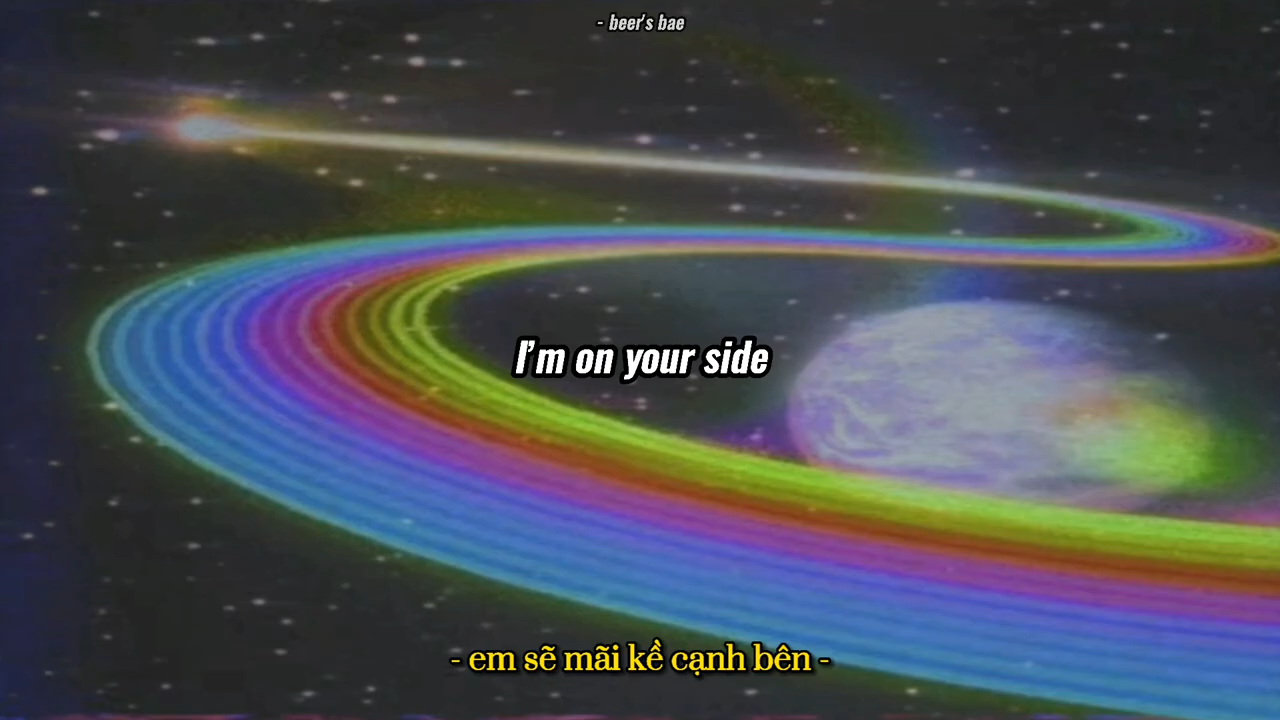 - beer's bae
I'm on your side
- em sẽ mãi kề cạnh bên -